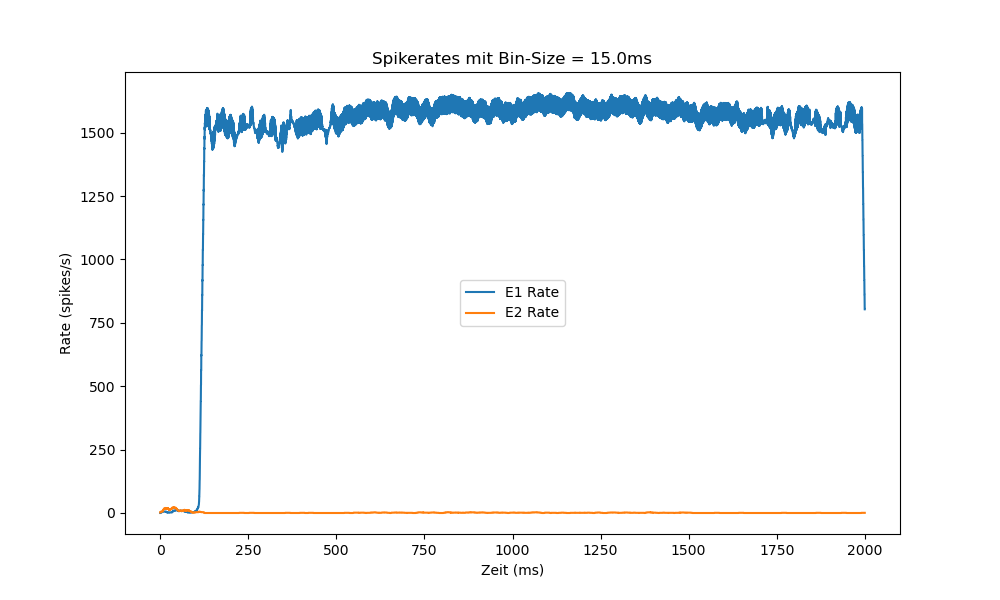 Spikerates mit Bin-Size = 15.0ms
Rate (spikes/s)
1500
1250
1000
750
500
250
0
E1 Rate
E2 Rate
0 250 500 750 1000 1250 1500 1750 2000
Zeit (ms)